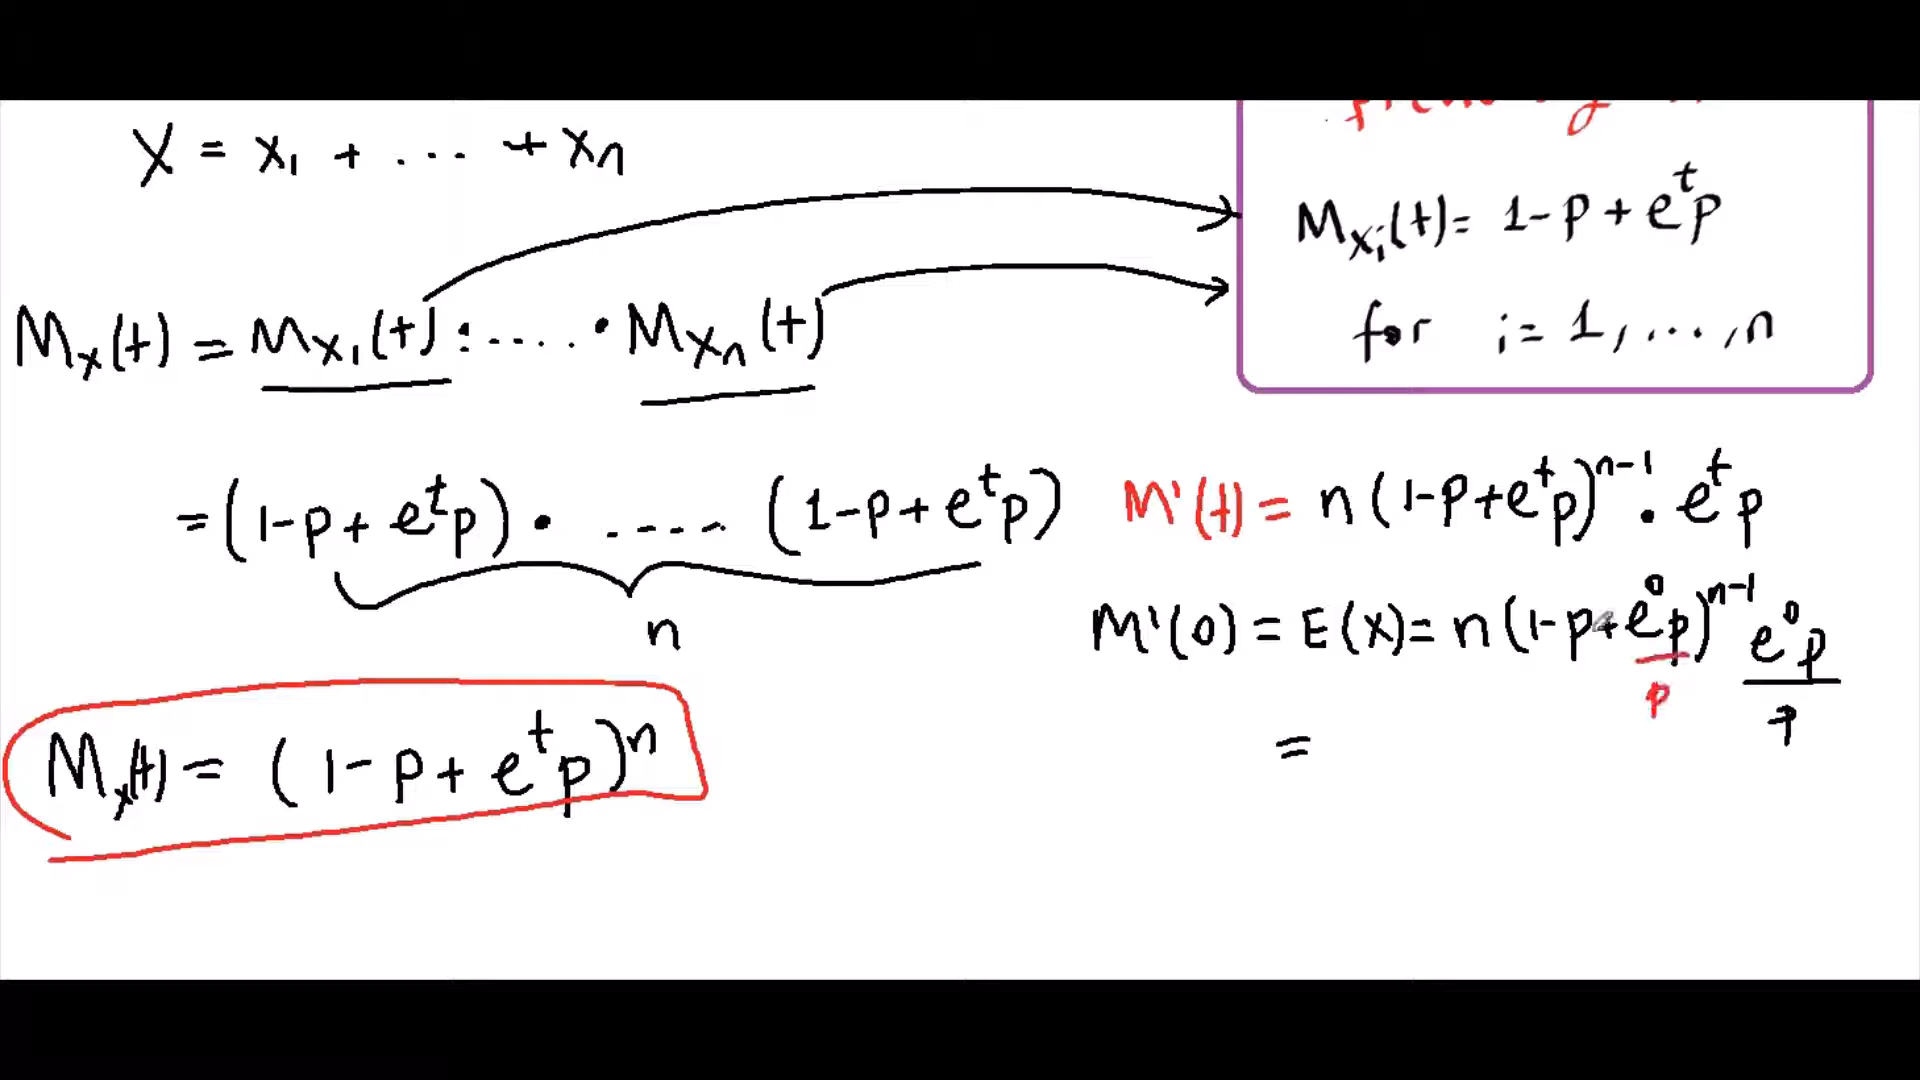 X = x₁ + ... + xₙ
Mₓᵢ(t) = 1-p + eᵗp
for i = 1, ..., n
Mₓ(t) = Mₓ₁(t) · .... · Mₓₙ(t)
= (1-p + eᵗp) · .... (1-p + eᵗp)
n
Mₓ(t) = (1-p + eᵗp)ⁿ
M'(t) = n(1-p+eᵗp)ⁿ⁻¹ · eᵗp
M'(0) = E(X) = n(1-p+e⁰p)ⁿ⁻¹ e⁰p
p p
=